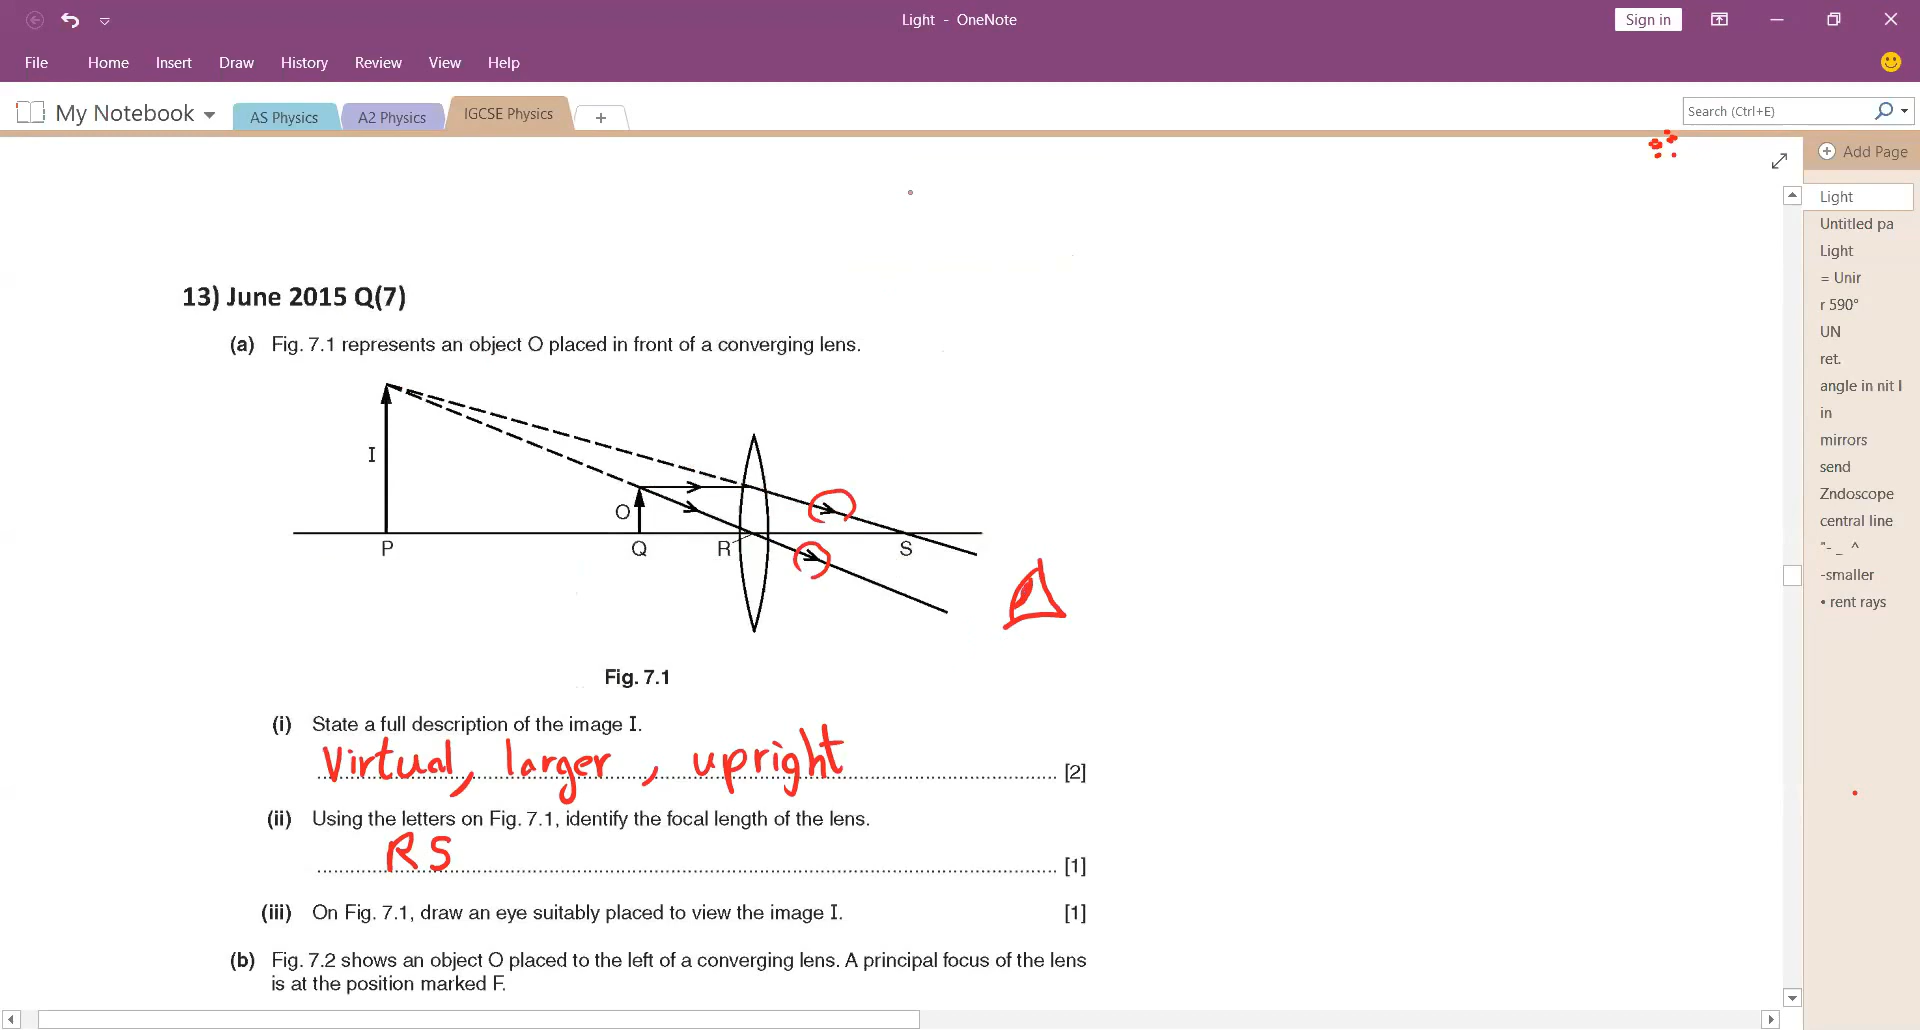 Light - OneNote
Sign in
File Home Insert Draw History Review View Help
My Notebook AS Physics A2 Physics IGCSE Physics +
Search (Ctrl+E)
Add Page
Light
Untitled pa
Light
= Unir
r 590°
UN
ret.
angle in nit I
in
mirrors
send
Zndoscope
central line
"- _ ^
-smaller
• rent rays
13) June 2015 Q(7)
(a) Fig. 7.1 represents an object O placed in front of a converging lens.
I
O
P Q R S
Fig. 7.1
(i) State a full description of the image I.
Virtual, larger, upright [2]
(ii) Using the letters on Fig. 7.1, identify the focal length of the lens.
RS [1]
(iii) On Fig. 7.1, draw an eye suitably placed to view the image I. [1]
(b) Fig. 7.2 shows an object O placed to the left of a converging lens. A principal focus of the lens
is at the position marked F.